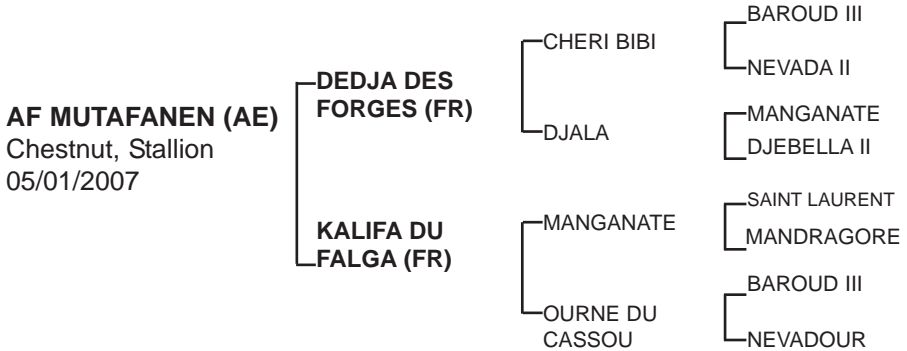 AF MUTAFANEN (AE)
Chestnut, Stallion
05/01/2007
DEDJA DES
FORGES (FR)
KALIFA DU
FALGA (FR)
CHERI BIBI
DJALA
MANGANATE
OURNE DU
CASSOU
BAROUD III
NEVADA II
MANGANATE
DJEBELLA II
SAINT LAURENT
MANDRAGORE
BAROUD III
NEVADOUR